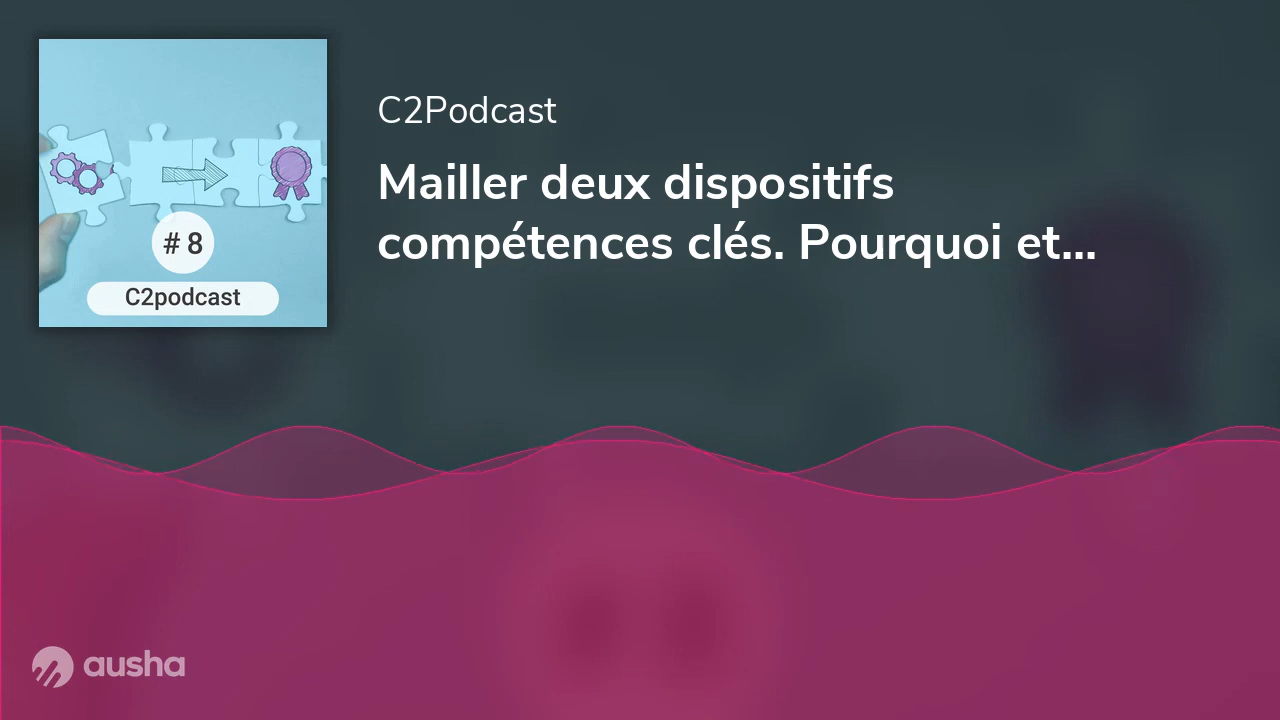 C2Podcast
Mailler deux dispositifs
compétences clés. Pourquoi et...
# 8
C2podcast
ausha